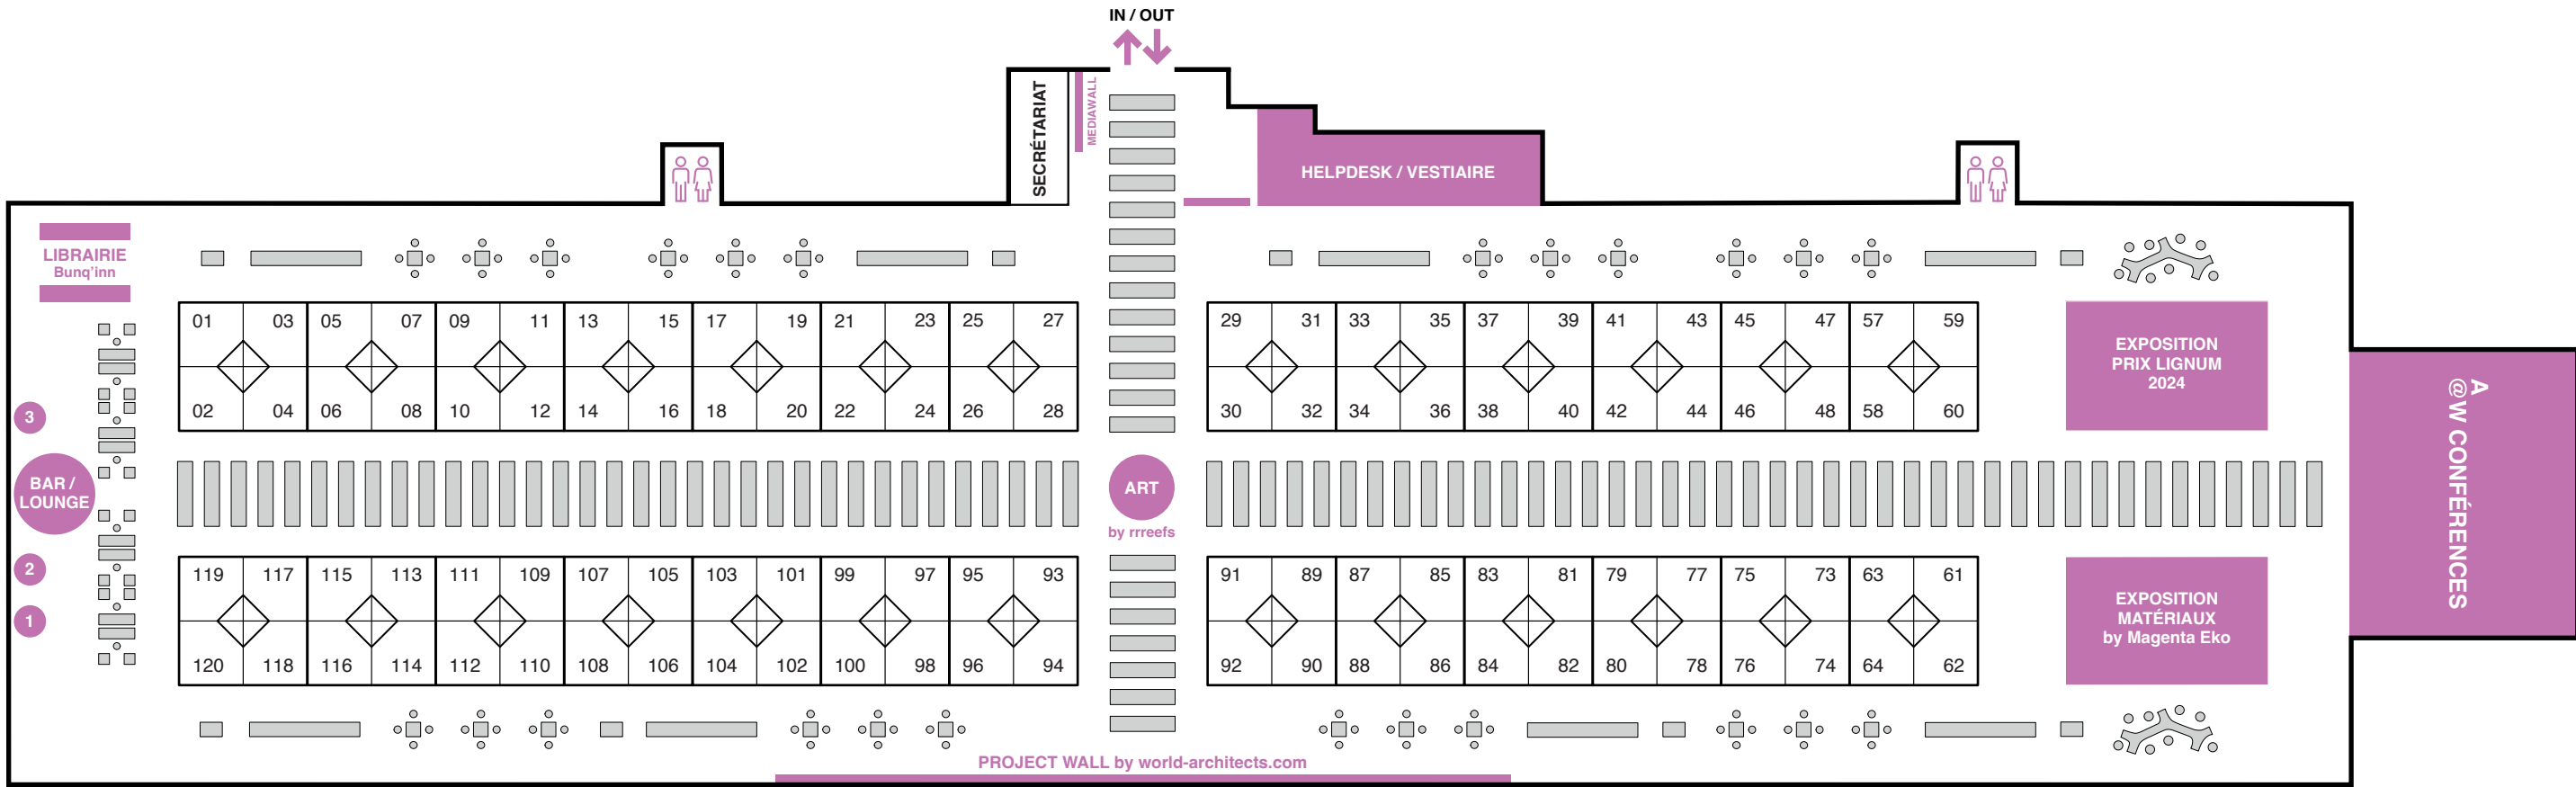 IN / OUT
SECRÉTARIAT
MEDIAWALL
HELPDESK / VESTIAIRE
LIBRAIRIE
Bunq'inn
01 03 05 07 09 11 13 15 17 19 21 23 25 27
29 31 33 35 37 39 41 43 45 47 57 59
02 04 06 08 10 12 14 16 18 20 22 24 26 28
30 32 34 36 38 40 42 44 46 48 58 60
EXPOSITION
PRIX LIGNUM
2024
A
@W CONFÉRENCES
3
BAR /
LOUNGE
2
1
ART
by rrreefs
119 117 115 113 111 109 107 105 103 101 99 97 95 93
91 89 87 85 83 81 79 77 75 73 63 61
120 118 116 114 112 110 108 106 104 102 100 98 96 94
92 90 88 86 84 82 80 78 76 74 64 62
EXPOSITION
MATÉRIAUX
by Magenta Eko
PROJECT WALL by world-architects.com